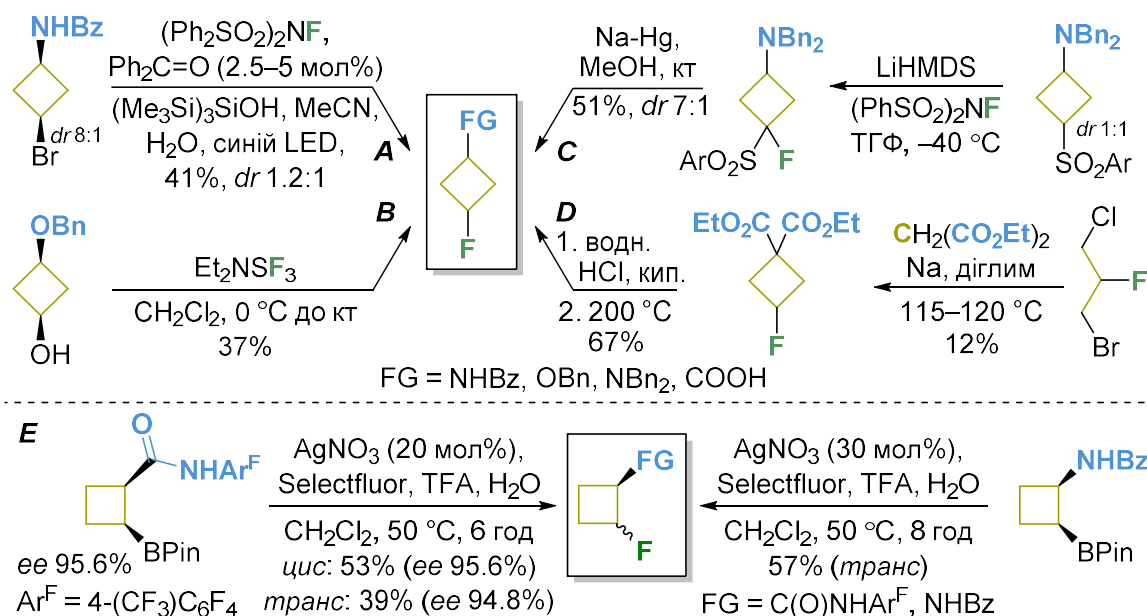 NHBz
dr 8:1
Br
(Ph2SO2)2NF,
Ph2C=O (2.5–5 мол%)
(Me3Si)3SiOH, MeCN,
H2O, синій LED,
41%, dr 1.2:1
A
FG
F
Na-Hg,
MeOH, кт
51%, dr 7:1
C
NBn2
ArO2S
F
LiHMDS
(PhSO2)2NF
ТГФ, –40 °C
NBn2
dr 1:1
SO2Ar
OBn
OH
Et2NSF3
CH2Cl2, 0 °C до кт
37%
B
D
1. водн.
HCl, кип.
2. 200 °C
67%
EtO2C CO2Et
F
CH2(CO2Et)2
Na, діглим
115–120 °C
12%
Cl
F
Br
FG = NHBz, OBn, NBn2, COOH
E
O
NHArF
BPin
ee 95.6%
ArF = 4-(CF3)C6F4
AgNO3 (20 мол%),
Selectfluor, TFA, H2O
CH2Cl2, 50 °C, 6 год
цис: 53% (ee 95.6%)
транс: 39% (ee 94.8%)
FG
F
AgNO3 (30 мол%),
Selectfluor, TFA, H2O
CH2Cl2, 50 °C, 8 год
57% (транс)
FG = C(O)NHArF, NHBz
NHBz
BPin